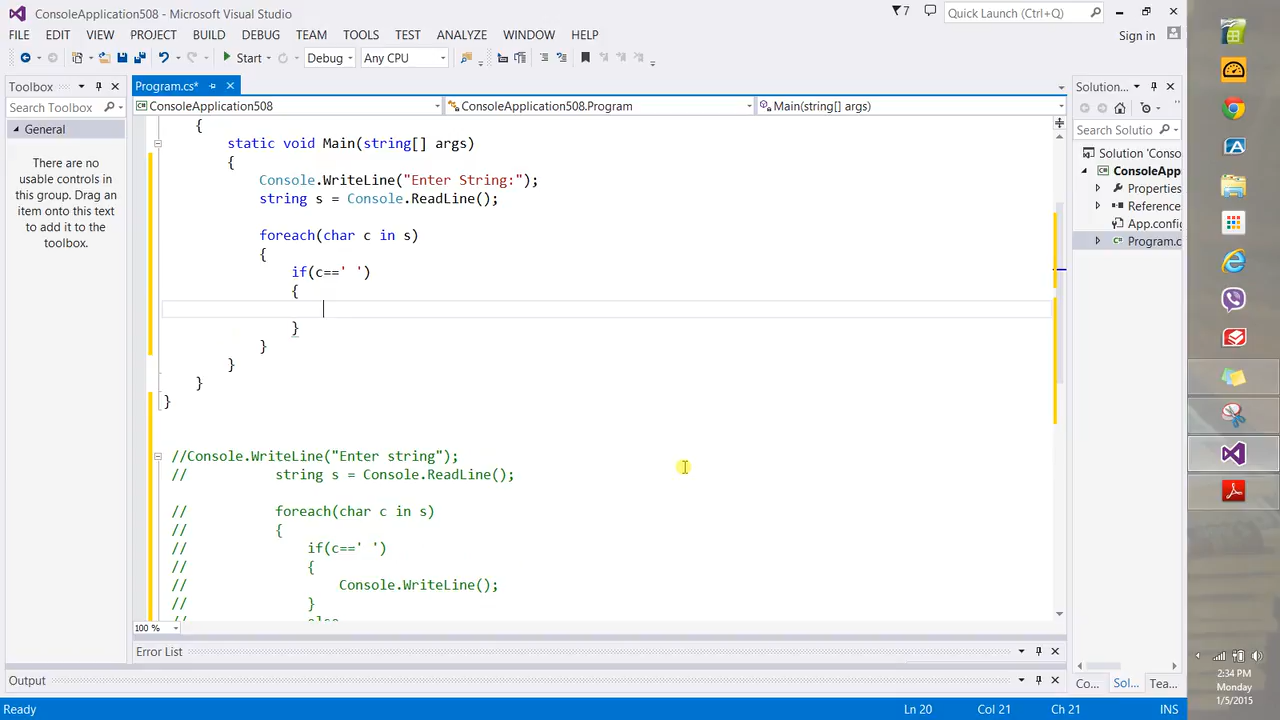 ConsoleApplication508 - Microsoft Visual Studio
7
Quick Launch (Ctrl+Q)
FILE EDIT VIEW PROJECT BUILD DEBUG TEAM TOOLS TEST ANALYZE WINDOW HELP
Sign in
Start Debug Any CPU
Toolbox
Program.cs*
Solution...
Search Toolbox
ConsoleApplication508
ConsoleApplication508.Program
Main(string[] args)
General
Search Solutio
There are no
usable controls in
this group. Drag an
item onto this text
to add it to the
toolbox.
Solution 'Conso
ConsoleApp
Properties
Reference
App.config
Program.c
{
static void Main(string[] args)
{
Console.WriteLine("Enter String:");
string s = Console.ReadLine();
foreach(char c in s)
{
if(c==' ')
{
}
}
}
}
}
//Console.WriteLine("Enter string");
// string s = Console.ReadLine();
// foreach(char c in s)
// {
// if(c==' ')
// {
// Console.WriteLine();
// }
// else
100 %
Error List
Output
Co... Sol... Tea...
Ready
Ln 20 Col 21 Ch 21 INS
2:34 PM
Monday
1/5/2015